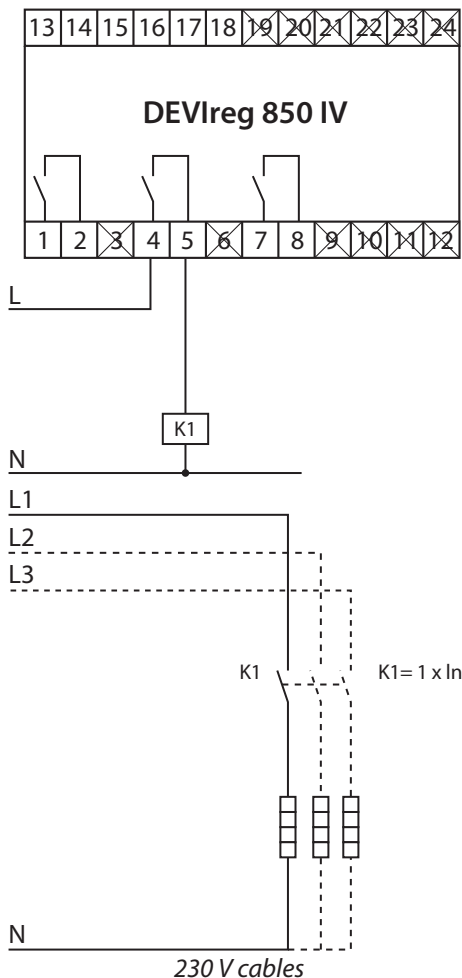 13 14 15 16 17 18 19 20 21 22 23 24
DEVIreg 850 IV
1 2 3 4 5 6 7 8 9 10 11 12
L
K1
N
L1
L2
L3
K1 K1= 1 x In
N
230 V cables